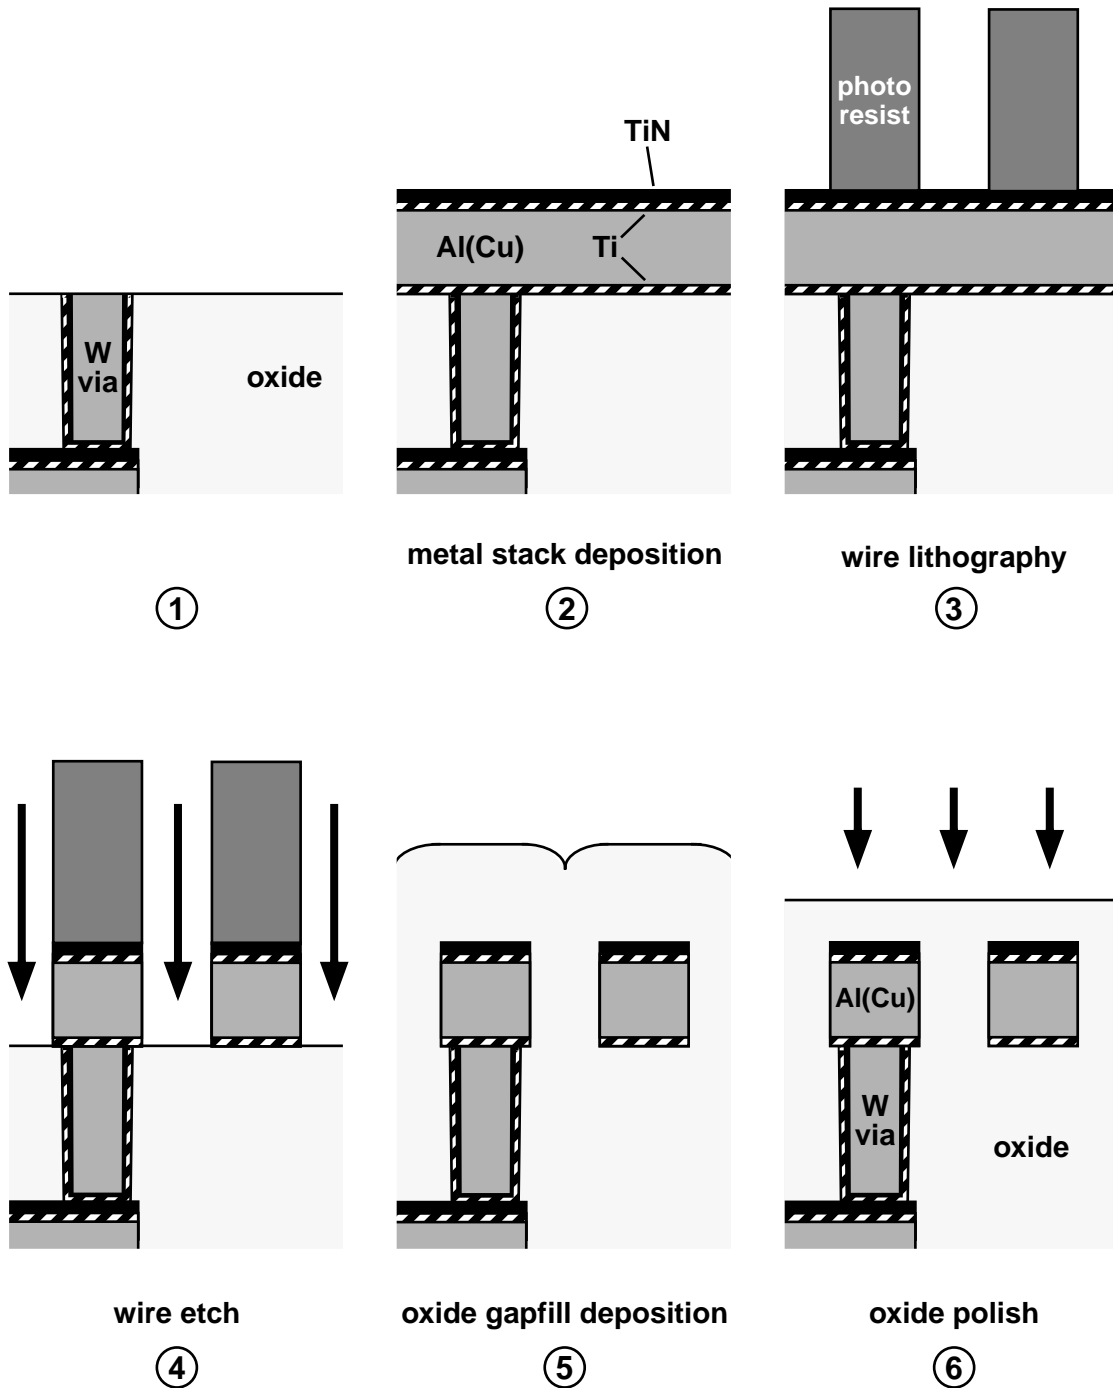 photo
resist
TiN
Al(Cu)
Ti
W
via
oxide
metal stack deposition
wire lithography
1
2
3
Al(Cu)
W
via
oxide
wire etch
oxide gapfill deposition
oxide polish
4
5
6